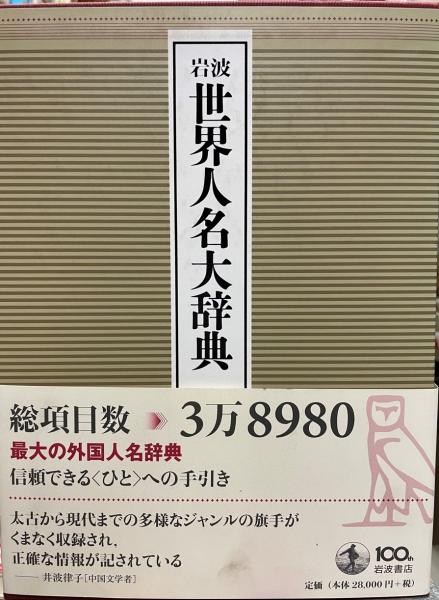 岩波
世界人名大辞典
総項目数 3万8980
最大の外国人名辞典
信頼できる〈ひと〉への手引き
太古から現代までの多様なジャンルの旗手が
くまなく収録され、
正確な情報が記されている
——井波律子[中国文学者]
100th
岩波書店
定価（本体28,000円＋税）